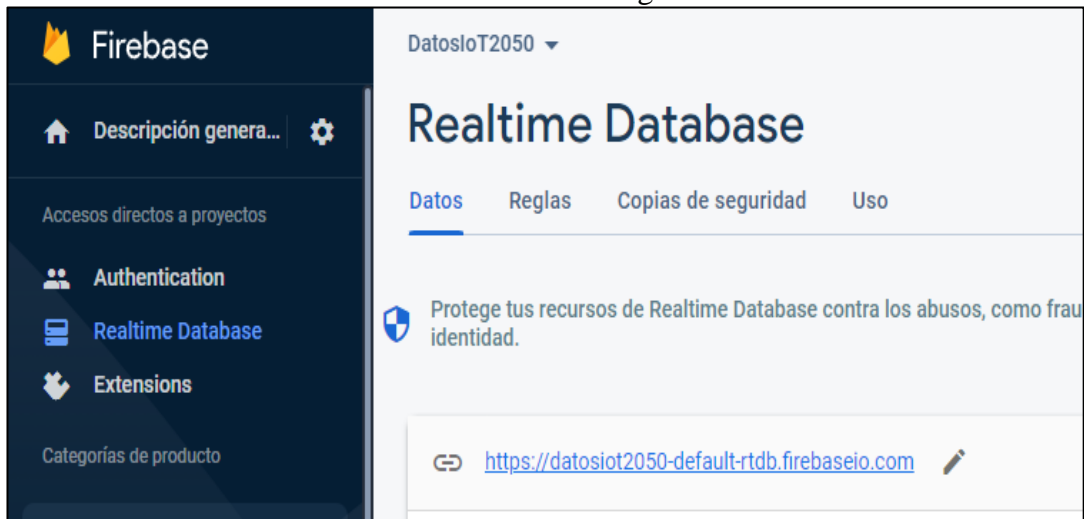 Firebase
Descripción genera...
Accesos directos a proyectos
Authentication
Realtime Database
Extensions
Categorías de producto
DatosIoT2050
Realtime Database
Datos Reglas Copias de seguridad Uso
Protege tus recursos de Realtime Database contra los abusos, como frau
identidad.
https://datosiot2050-default-rtdb.firebaseio.com